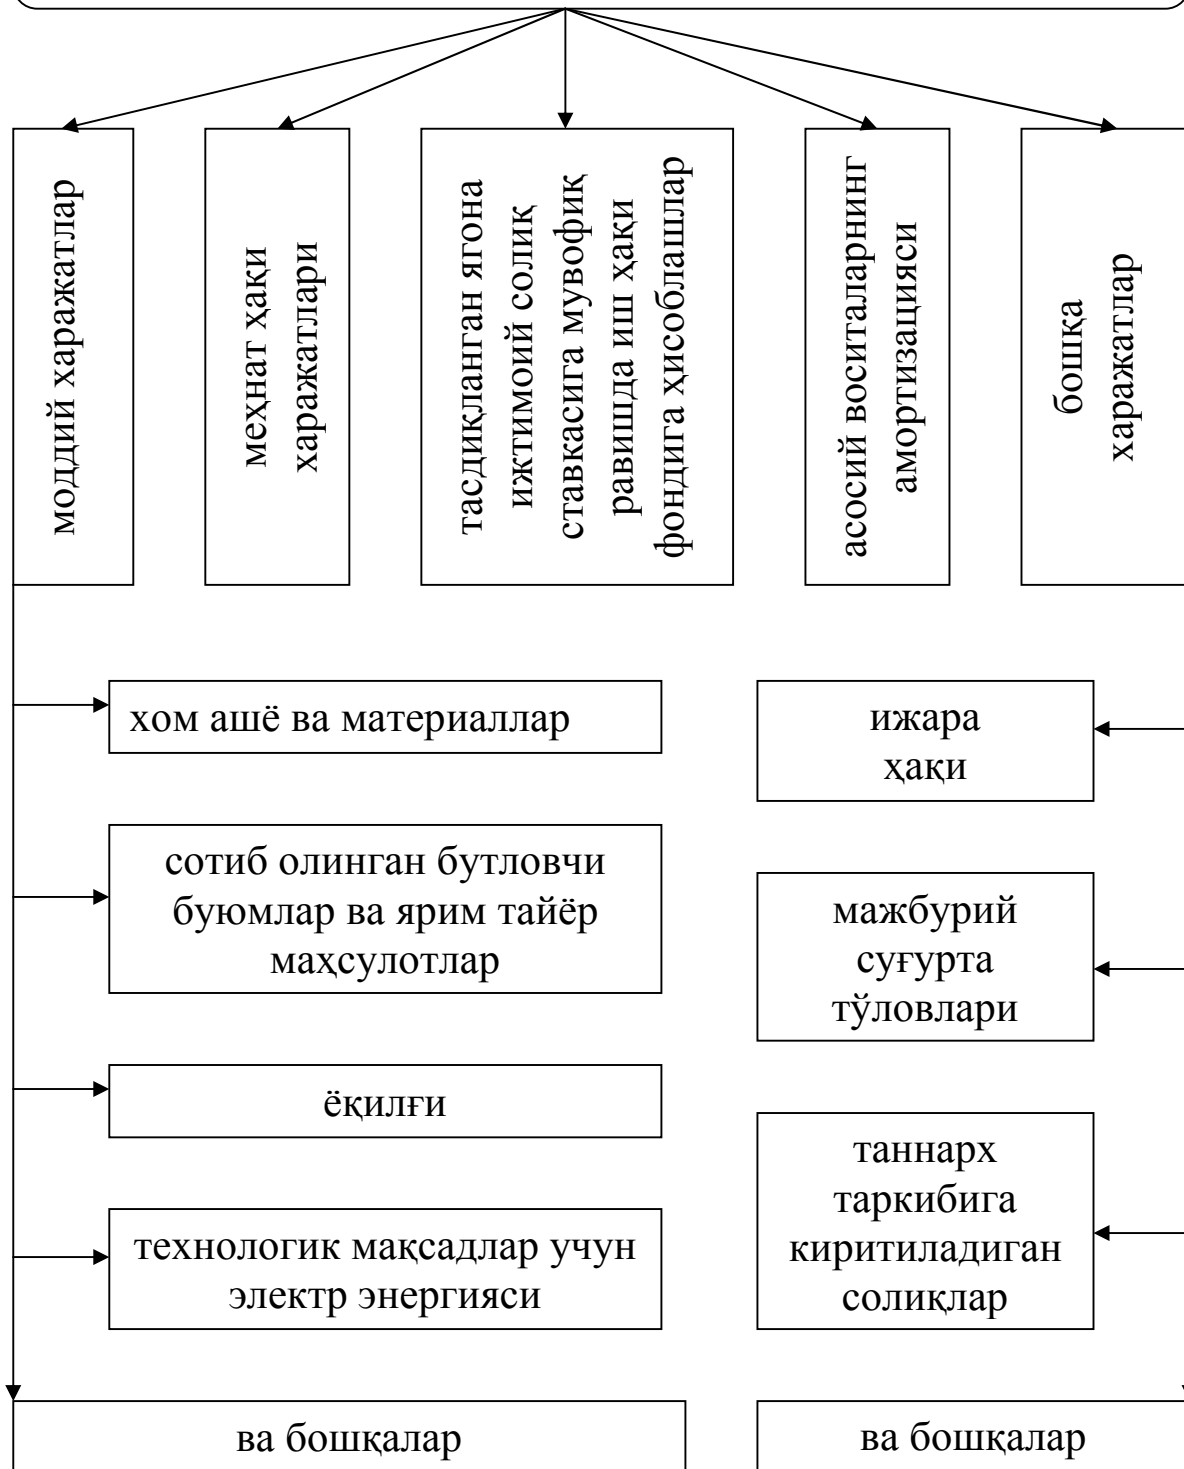 моддий харажатлар
меҳнат ҳақи
харажатлари
тасдиқланган ягона
ижтимоий солиқ
ставкасига мувофиқ
равишда иш ҳақи
фондига ҳисоблашлар
асосий воситаларнинг
амортизацияси
бошқа
харажатлар
хом ашё ва материаллар
сотиб олинган бутловчи
буюмлар ва ярим тайёр
маҳсулотлар
ёқилғи
технологик мақсадлар учун
электр энергияси
ва бошқалар
ижара
ҳақи
мажбурий
суғурта
тўловлари
таннарх
таркибига
киритиладиган
солиқлар
ва бошқалар